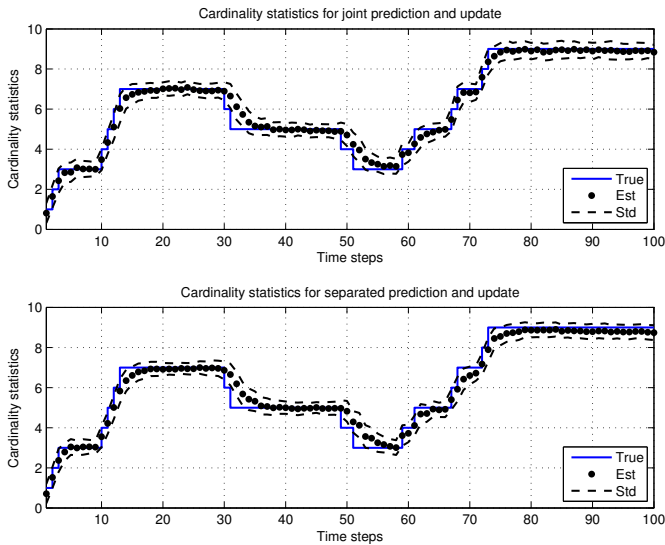 Cardinality statistics for joint prediction and update
Cardinality statistics
10
8
6
4
2
0
10 20 30 40 50 60 70 80 90 100
Time steps
True
Est
Std
Cardinality statistics for separated prediction and update
Cardinality statistics
10
8
6
4
2
0
10 20 30 40 50 60 70 80 90 100
Time steps
True
Est
Std